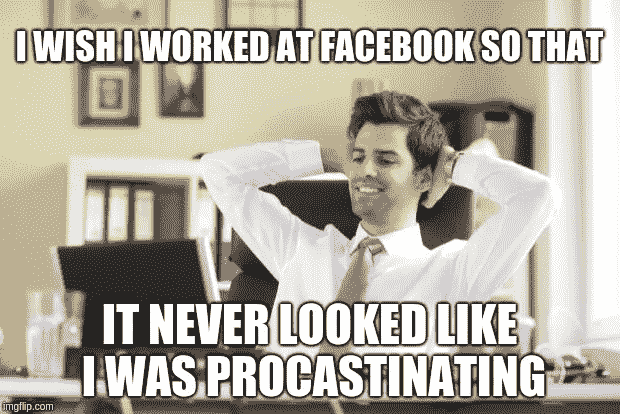 I WISH I WORKED AT FACEBOOK SO THAT
IT NEVER LOOKED LIKE
I WAS PROCASTINATING
imgflip.com